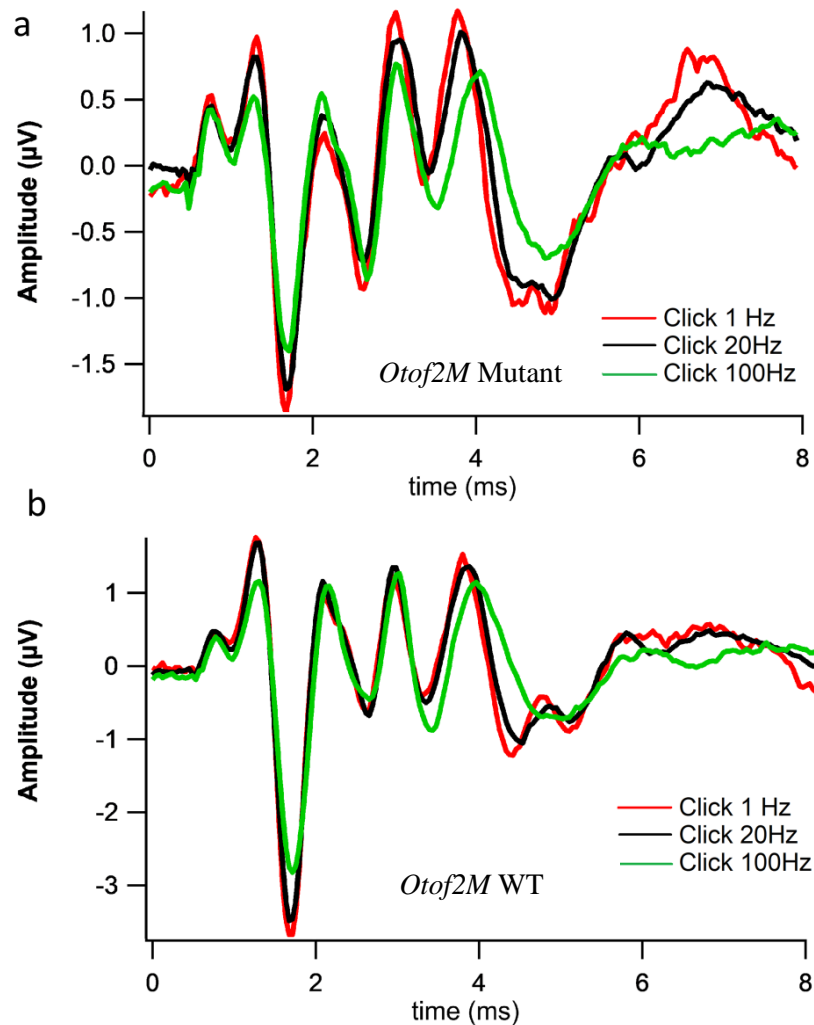 a
1.0
0.5
0.0
-0.5
-1.0
-1.5
Amplitude (µV)
Otof2M Mutant
Click 1 Hz
Click 20Hz
Click 100Hz
0 2 4 6 8
time (ms)
b
1
0
-1
-2
-3
Amplitude (µV)
Otof2M WT
Click 1 Hz
Click 20Hz
Click 100Hz
0 2 4 6 8
time (ms)